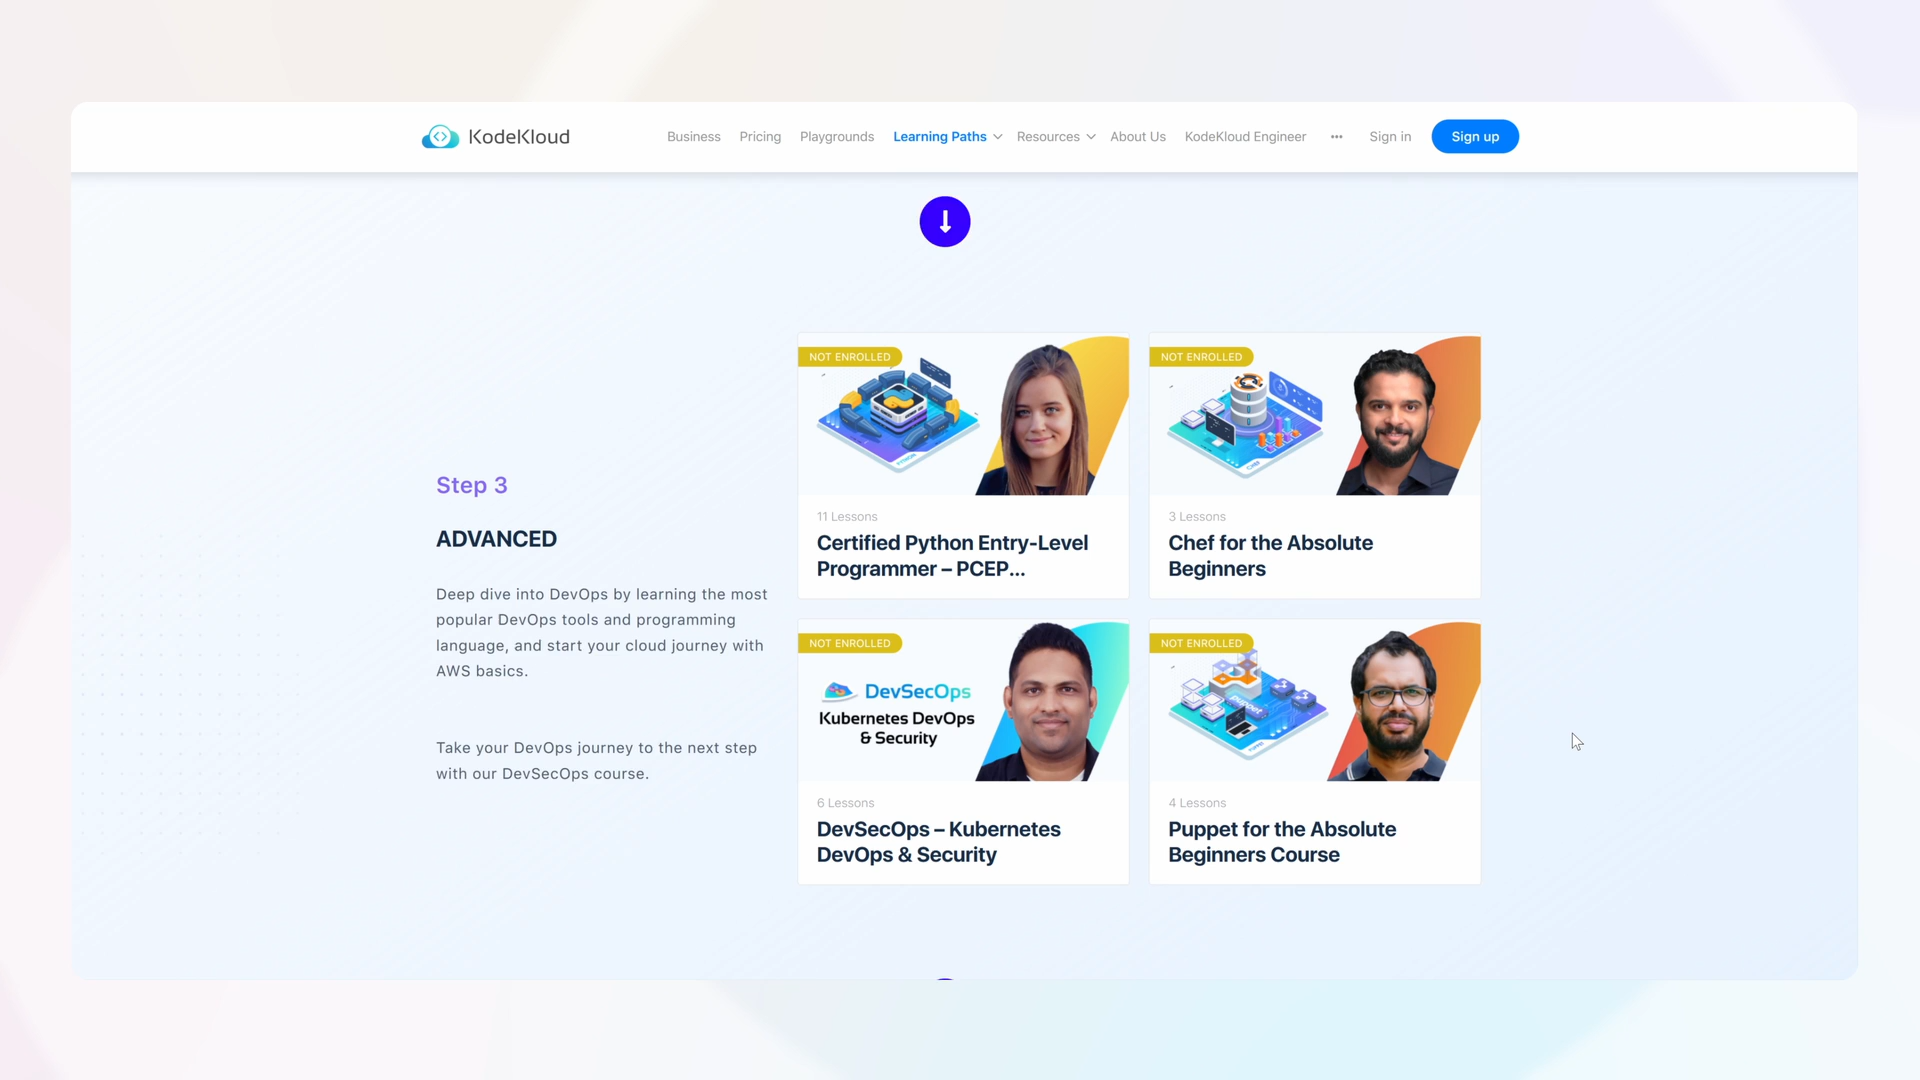 KodeKloud
Business
Pricing
Playgrounds
Learning Paths
Resources
About Us
KodeKloud Engineer
Sign in
Sign up
Step 3
ADVANCED
Deep dive into DevOps by learning the most
popular DevOps tools and programming
language, and start your cloud journey with
AWS basics.
Take your DevOps journey to the next step
with our DevSecOps course.
NOT ENROLLED
PYTHON
11 Lessons
Certified Python Entry-Level
Programmer – PCEP...
NOT ENROLLED
CHEF
3 Lessons
Chef for the Absolute
Beginners
NOT ENROLLED
DevSecOps
Kubernetes DevOps
& Security
6 Lessons
DevSecOps – Kubernetes
DevOps & Security
NOT ENROLLED
puppet
PUPPET
4 Lessons
Puppet for the Absolute
Beginners Course